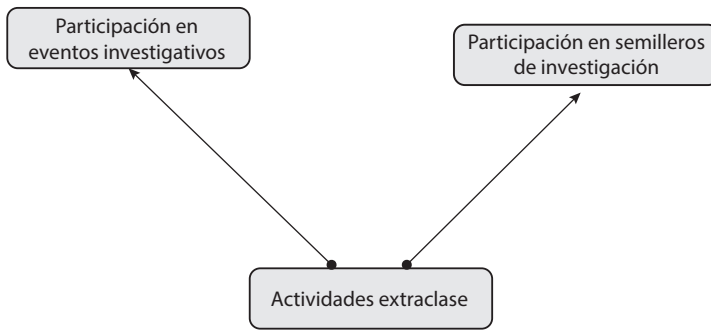 Participación en
eventos investigativos
Participación en semilleros
de investigación
Actividades extraclase